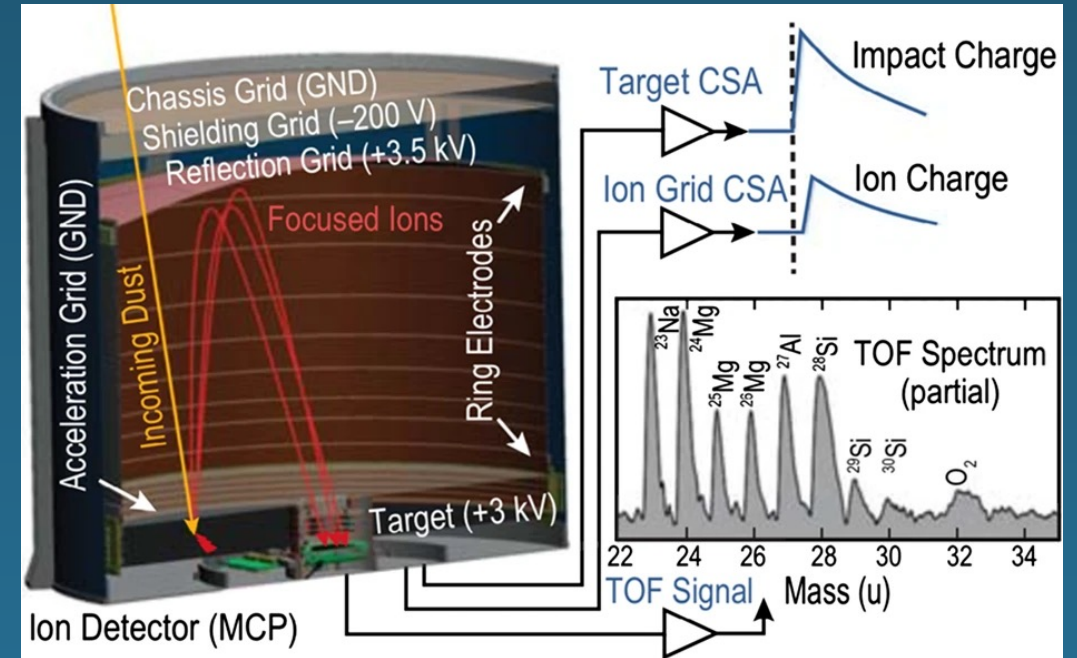 Chassis Grid (GND)
Shielding Grid (–200 V)
Reflection Grid (+3.5 kV)
Focused Ions
Acceleration Grid (GND)
Incoming Dust
Ring Electrodes
Target (+3 kV)
Ion Detector (MCP)
Target CSA
Impact Charge
Ion Grid CSA
Ion Charge
TOF Spectrum
(partial)
²³Na
²⁴Mg
²⁵Mg
²⁶Mg
²⁷Al
²⁸Si
²⁹Si
³⁰Si
O₂
22 24 26 28 30 32 34
TOF Signal
Mass (u)